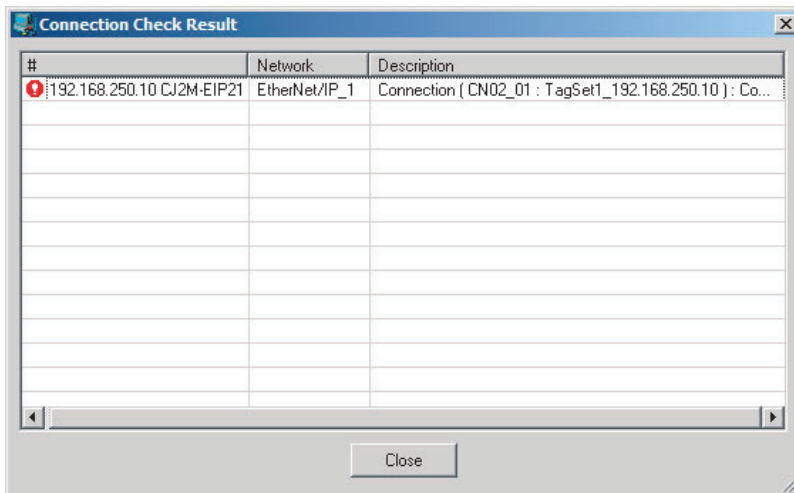 Connection Check Result
# Network Description
192.168.250.10 CJ2M-EIP21 EtherNet/IP_1 Connection ( CN02_01 : TagSet1_192.168.250.10 ) : Co...
Close